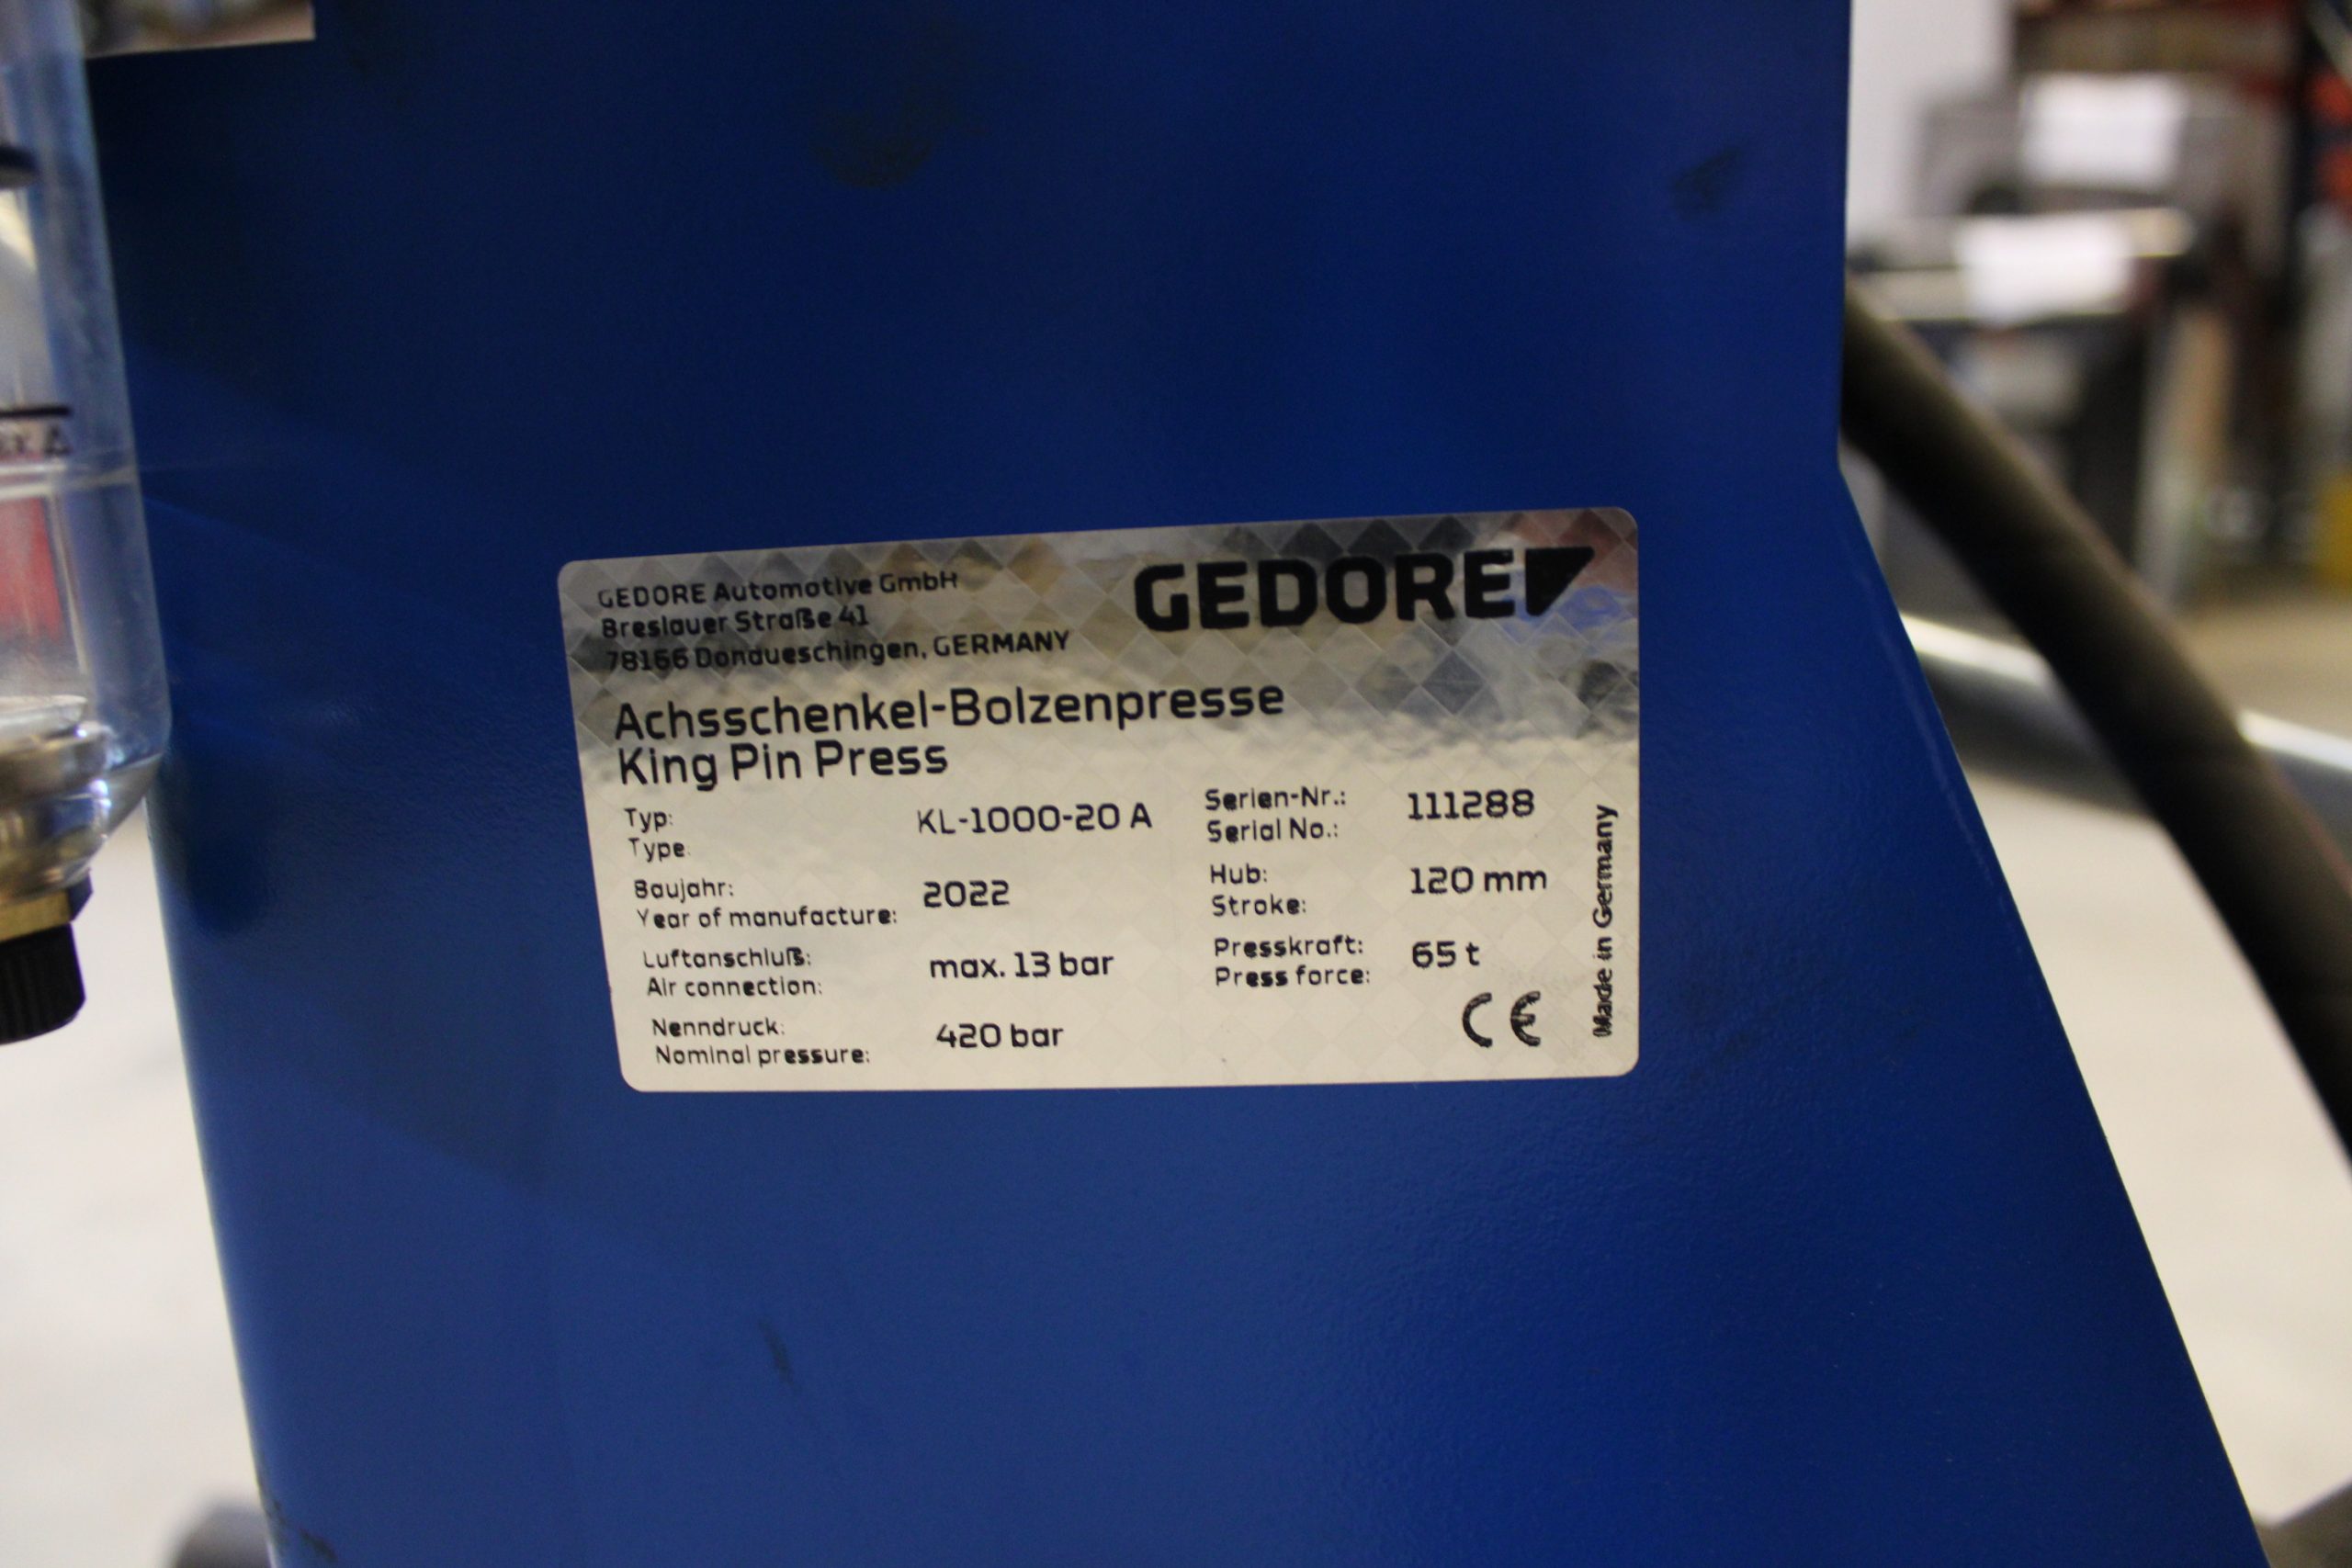 GEDORE Automotive GmbH
Breslauer Straße 41
78166 Donaueschingen, GERMANY
GEDORE
Achsschenkel-Bolzenpresse
King Pin Press
Typ: KL-1000-20 A
Type:
Baujahr: 2022
Year of manufacture:
Luftanschluß: max. 13 bar
Air connection:
Nenndruck: 420 bar
Nominal pressure:
Serien-Nr.: 111288
Serial No.:
Hub: 120 mm
Stroke:
Presskraft: 65 t
Press force:
CE
Made in Germany